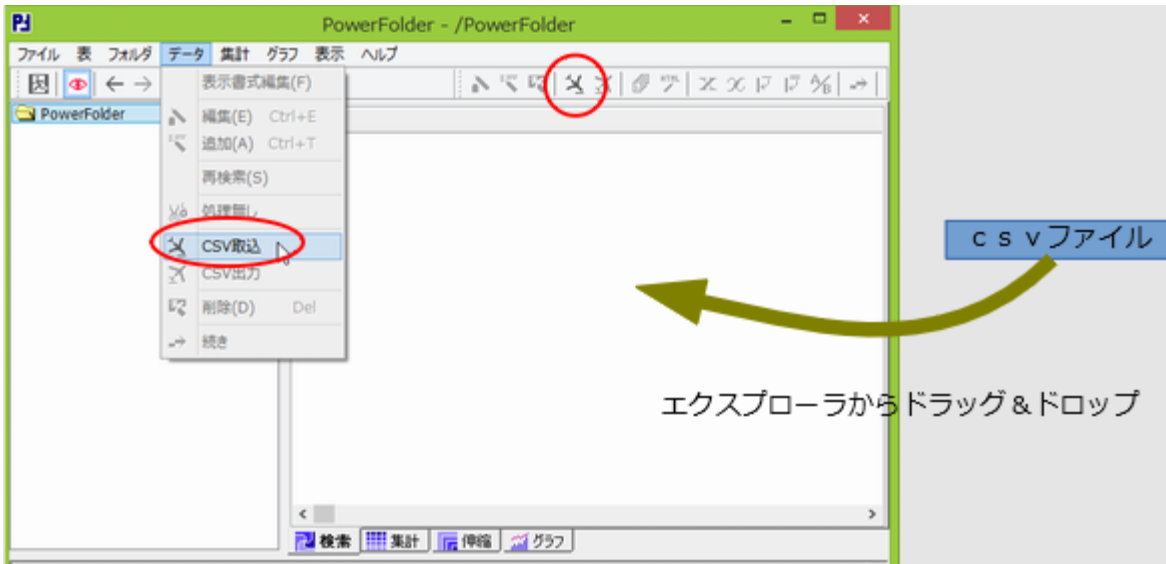 PowerFolder - /PowerFolder
ファイル 表 フォルダ データ 集計 グラフ 表示 ヘルプ
表示書式編集(F)
PowerFolder
編集(E) Ctrl+E
追加(A) Ctrl+T
再検索(S)
処理無し
CSV取込
CSV出力
削除(D) Del
続き
ｃｓｖファイル
エクスプローラからドラッグ＆ドロップ
検索 集計 伸縮 グラフ